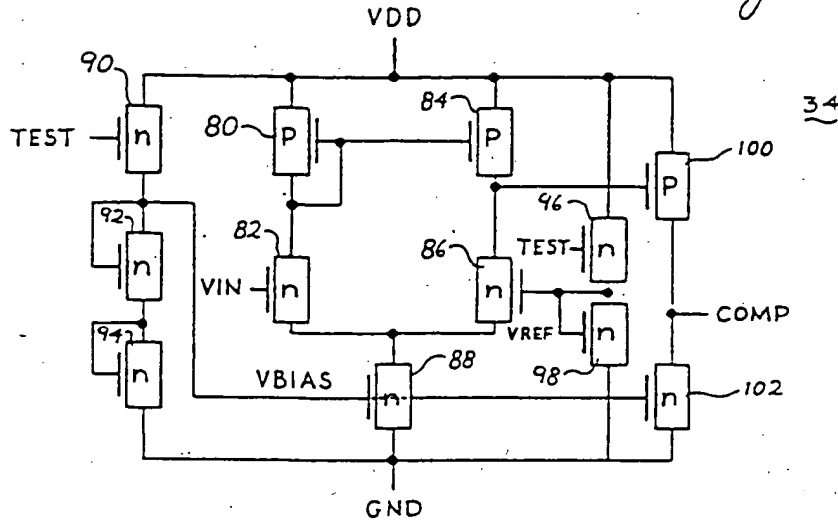 VDD
90
84
34
80
TEST
n
P
P
100
P
92
82
86
96
n
VIN
n
n
TEST
n
VREF
n
COMP
94
n
VBIAS
88
n
98
n
102
GND